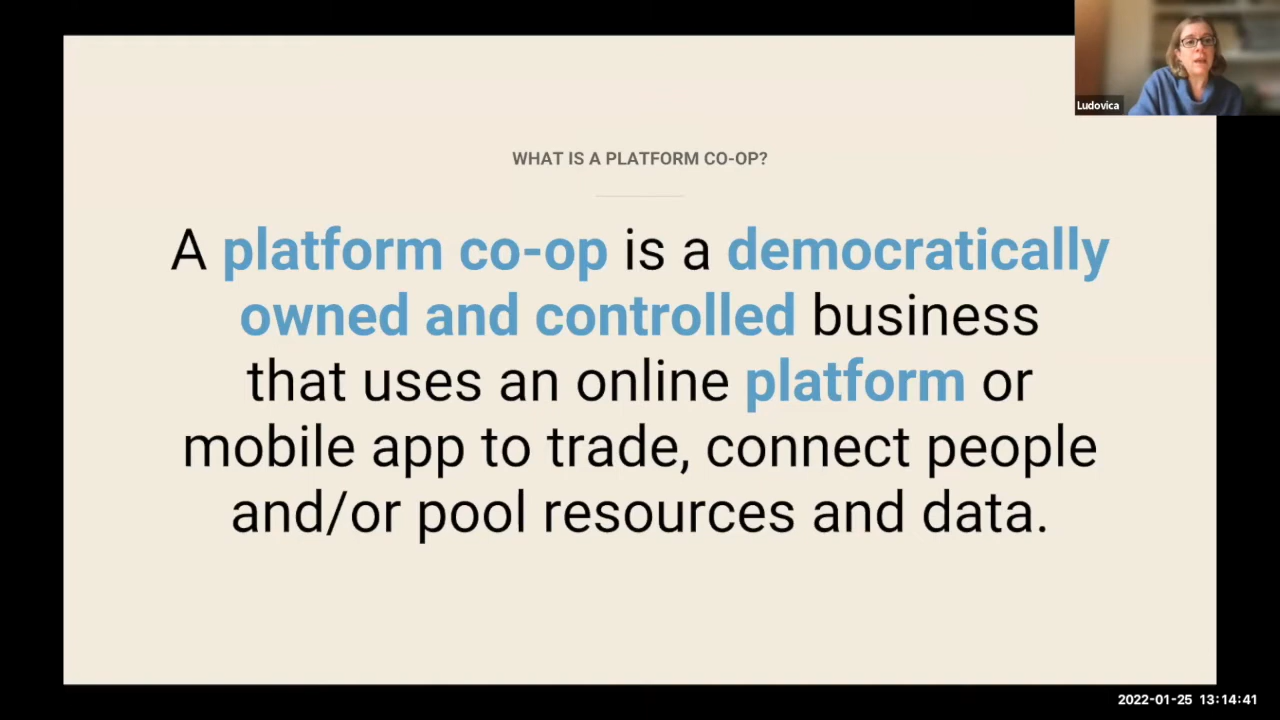 Ludovica
WHAT IS A PLATFORM CO-OP?
A platform co-op is a democratically
owned and controlled business
that uses an online platform or
mobile app to trade, connect people
and/or pool resources and data.
2022-01-25 13:14:41